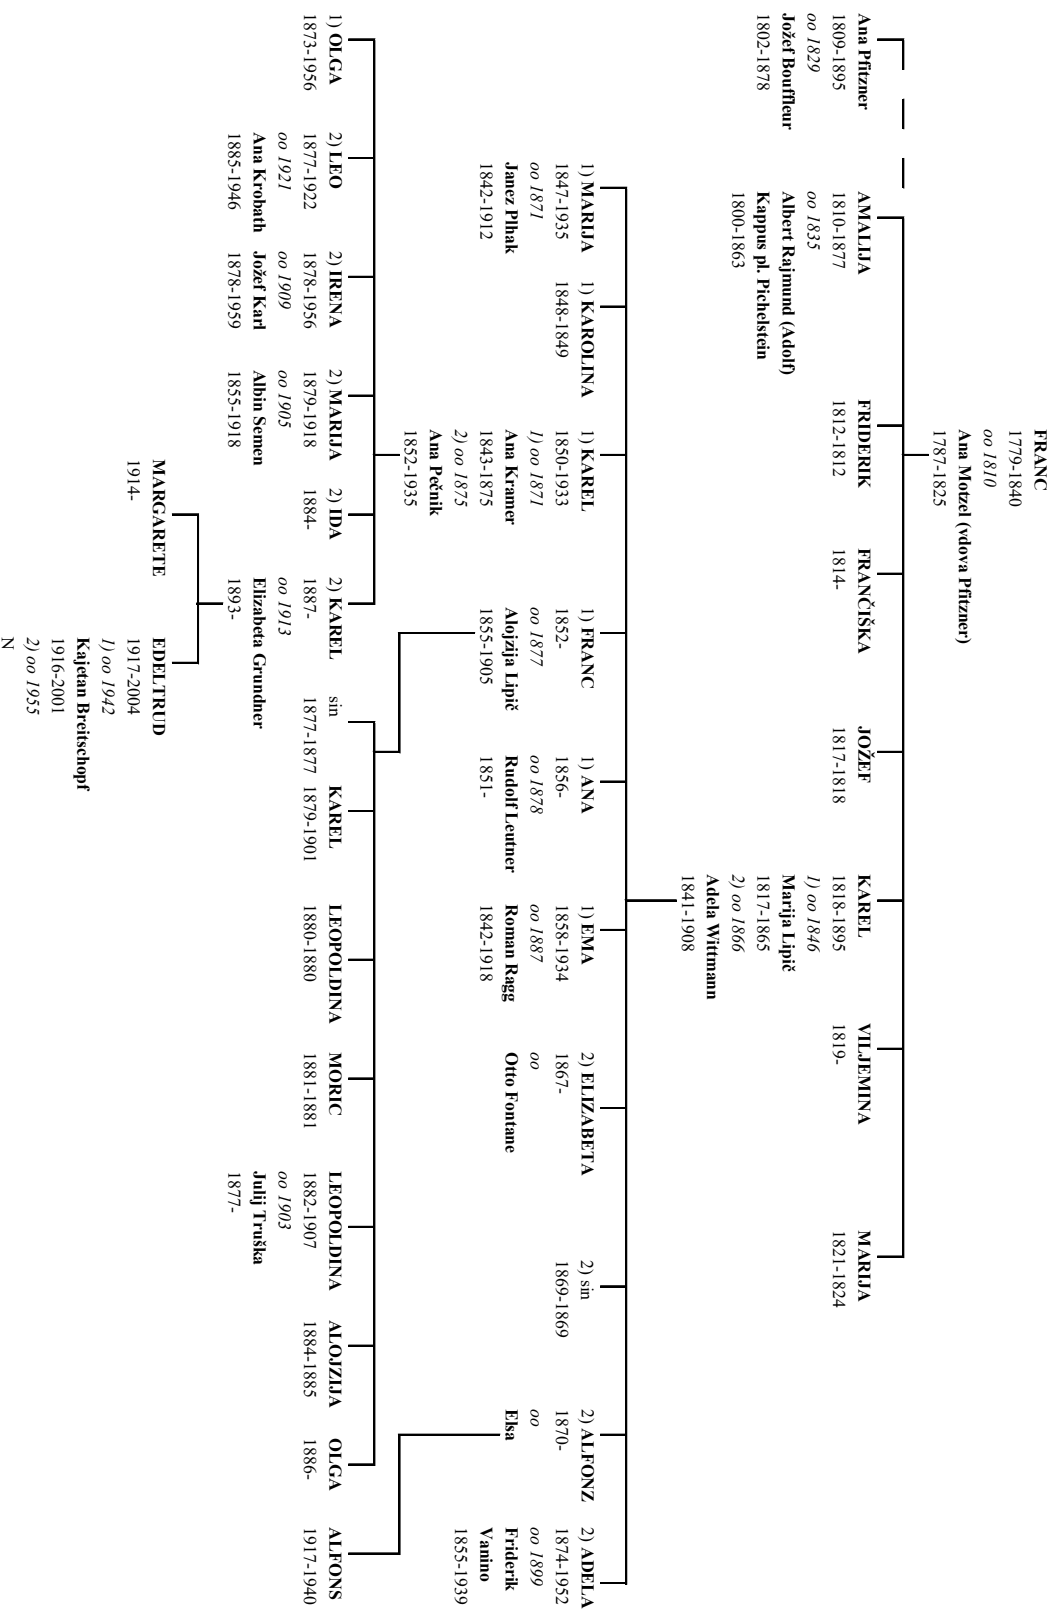 FRANC
1779-1840
oo 1810
Ana Motzel (vdova Pfitzner)
1787-1825
Ana Pfitzner
1809-1895
oo 1829
Jožef Bouffleur
1802-1878
AMALIJA
1810-1877
oo 1835
Albert Rajmund (Adolf)
Kappus pl. Pichelstein
1800-1863
FRIDERIK
1812-1812
FRANČIŠKA
1814-
JOŽEF
1817-1818
KAREL
1818-1895
1) oo 1846
Marija Lipič
1817-1865
2) oo 1866
Adela Wittmann
1841-1908
VILJEMINA
1819-
MARIJA
1821-1824
1) MARIJA
1847-1935
oo 1871
Janez Plhak
1842-1912
1) KAROLINA
1848-1849
1) KAREL
1850-1933
1) oo 1871
Ana Kramer
1843-1875
2) oo 1875
Ana Pečnik
1852-1935
1) FRANC
1852-
oo 1877
Alojzija Lipič
1855-1905
1) ANA
1856-
oo 1878
Rudolf Leutner
1851-
1) EMA
1858-1934
oo 1887
Roman Ragg
1842-1918
2) ELIZABETA
1867-
oo
Otto Fontane
2) sin
1869-1869
2) ALFONZ
1870-
oo
Elsa
2) ADELA
1874-1952
oo 1899
Friderik
Vanino
1855-1939
1) OLGA
1873-1956
2) LEO
1877-1922
oo 1921
Ana Krobath
1885-1946
2) IRENA
1878-1956
oo 1909
Jožef Karl
1878-1959
2) MARIJA
1879-1918
oo 1905
Albin Semen
1855-1918
2) IDA
1884-
2) KAREL
1887-
oo 1913
Elizabeta Grundner
1893-
sin
1877-1877
KAREL
1879-1901
LEOPOLDINA
1880-1880
MORIC
1881-1881
LEOPOLDINA
1882-1907
oo 1903
Julij Truška
1877-
ALOJZIJA
1884-1885
OLGA
1886-
ALFONS
1917-1940
MARGARETE
1914-
EDELTRUD
1917-2004
1) oo 1942
Kajetan Breitschopf
1916-2001
2) oo 1955
N